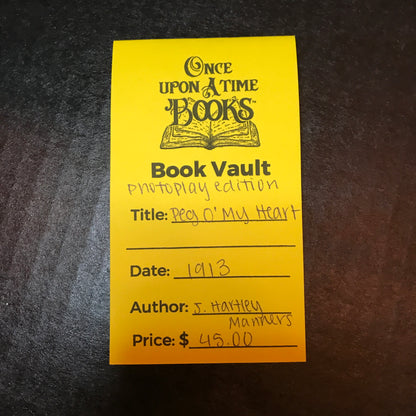 ONCE
UPON A TIME
BOOKS™
Book Vault
photoplay edition
Title: Peg O.' My Heart
Date: 1913
Author: J. Hartley
Manners
Price: $ 45.00